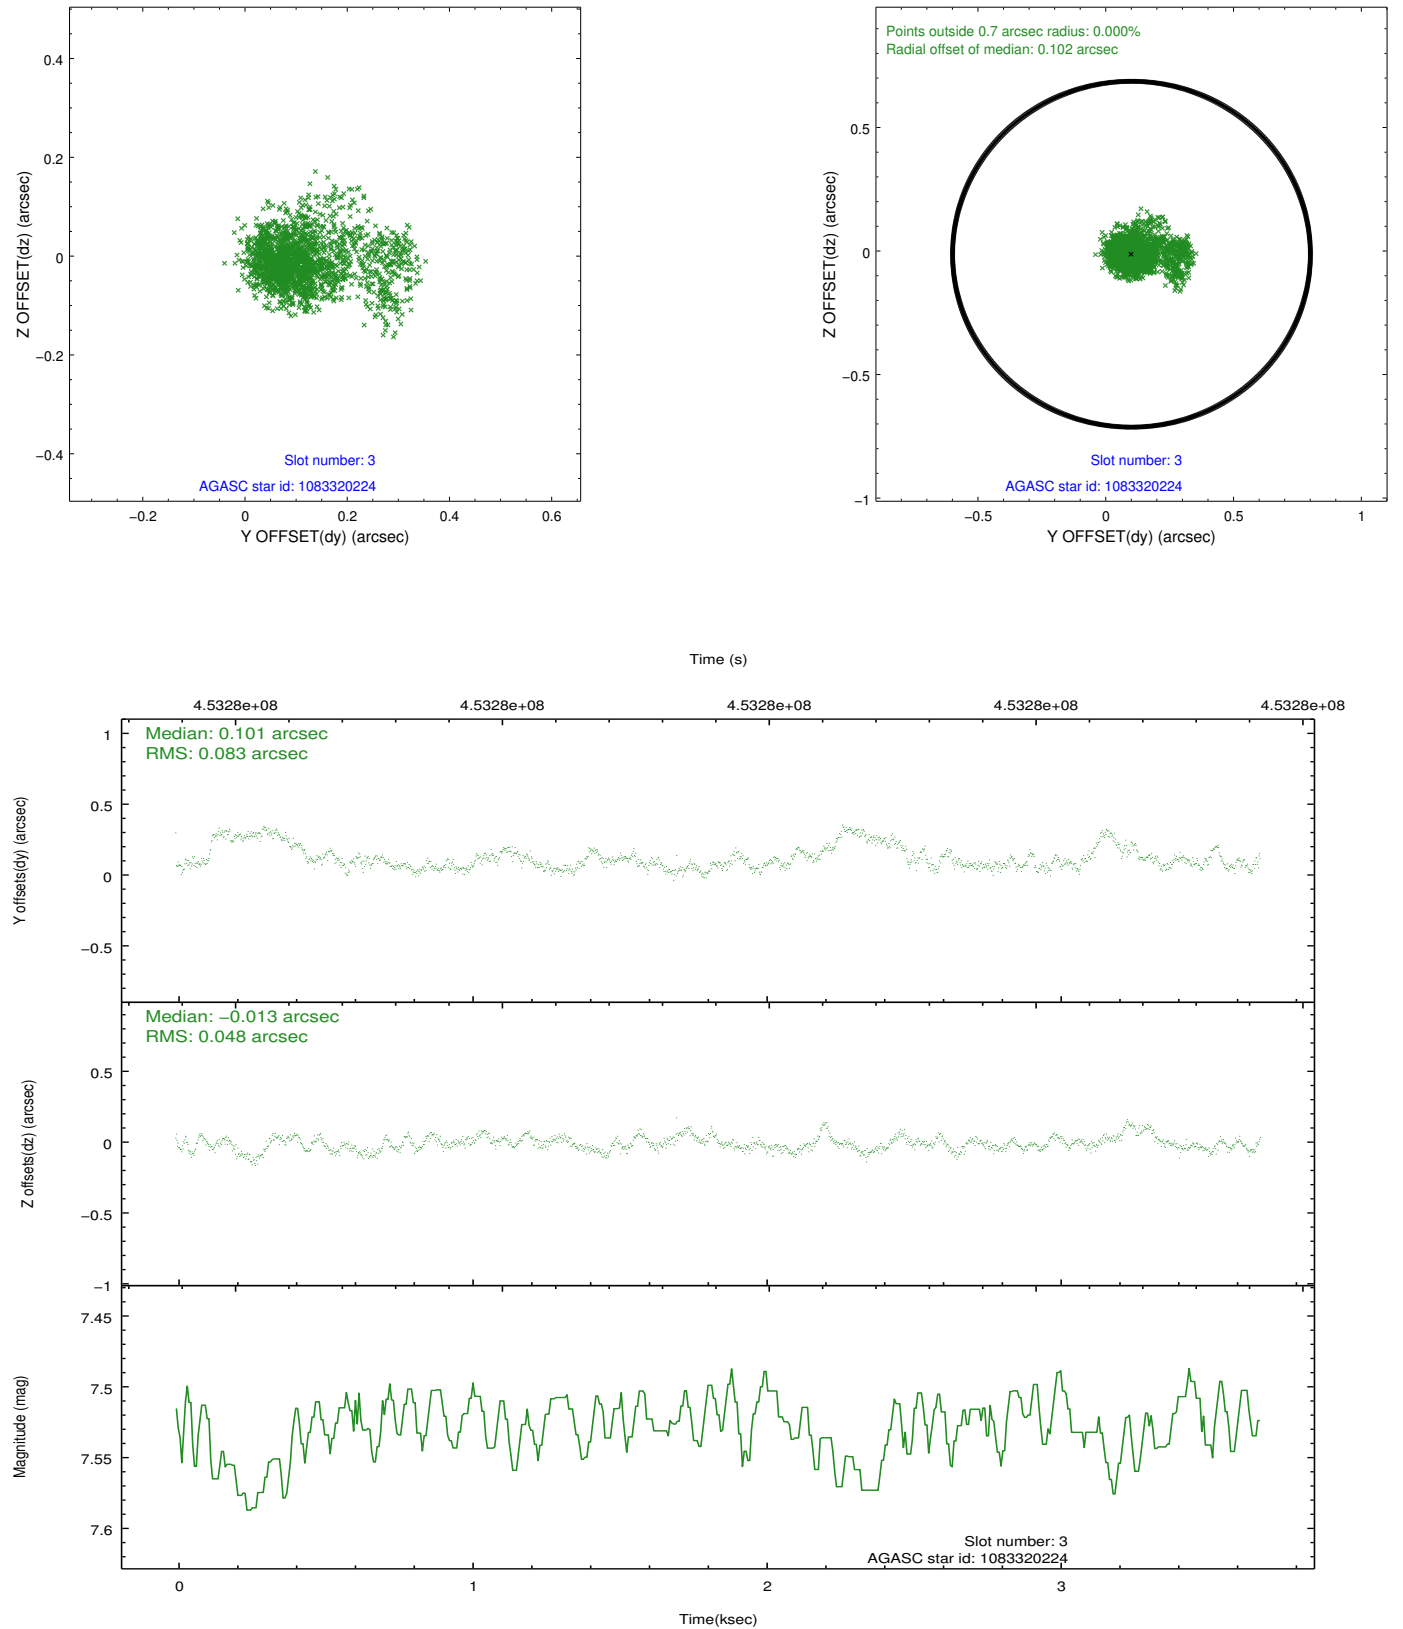 0.4
0.2
0
−0.2
−0.4
Z OFFSET(dz) (arcsec)
Slot number: 3
AGASC star id: 1083320224
−0.2 0 0.2 0.4 0.6
Y OFFSET(dy) (arcsec)
Points outside 0.7 arcsec radius: 0.000%
Radial offset of median: 0.102 arcsec
0.5
0
−0.5
−1
Z OFFSET(dz) (arcsec)
Slot number: 3
AGASC star id: 1083320224
−0.5 0 0.5 1
Y OFFSET(dy) (arcsec)
Time (s)
4.5328e+08 4.5328e+08 4.5328e+08 4.5328e+08 4.5328e+08
Median: 0.101 arcsec
RMS: 0.083 arcsec
1
0.5
0
−0.5
Y offsets(dy) (arcsec)
Median: −0.013 arcsec
RMS: 0.048 arcsec
0.5
0
−0.5
−1
Z offsets(dz) (arcsec)
7.45
7.5
7.55
7.6
Magnitude (mag)
Slot number: 3
AGASC star id: 1083320224
0 1 2 3
Time(ksec)